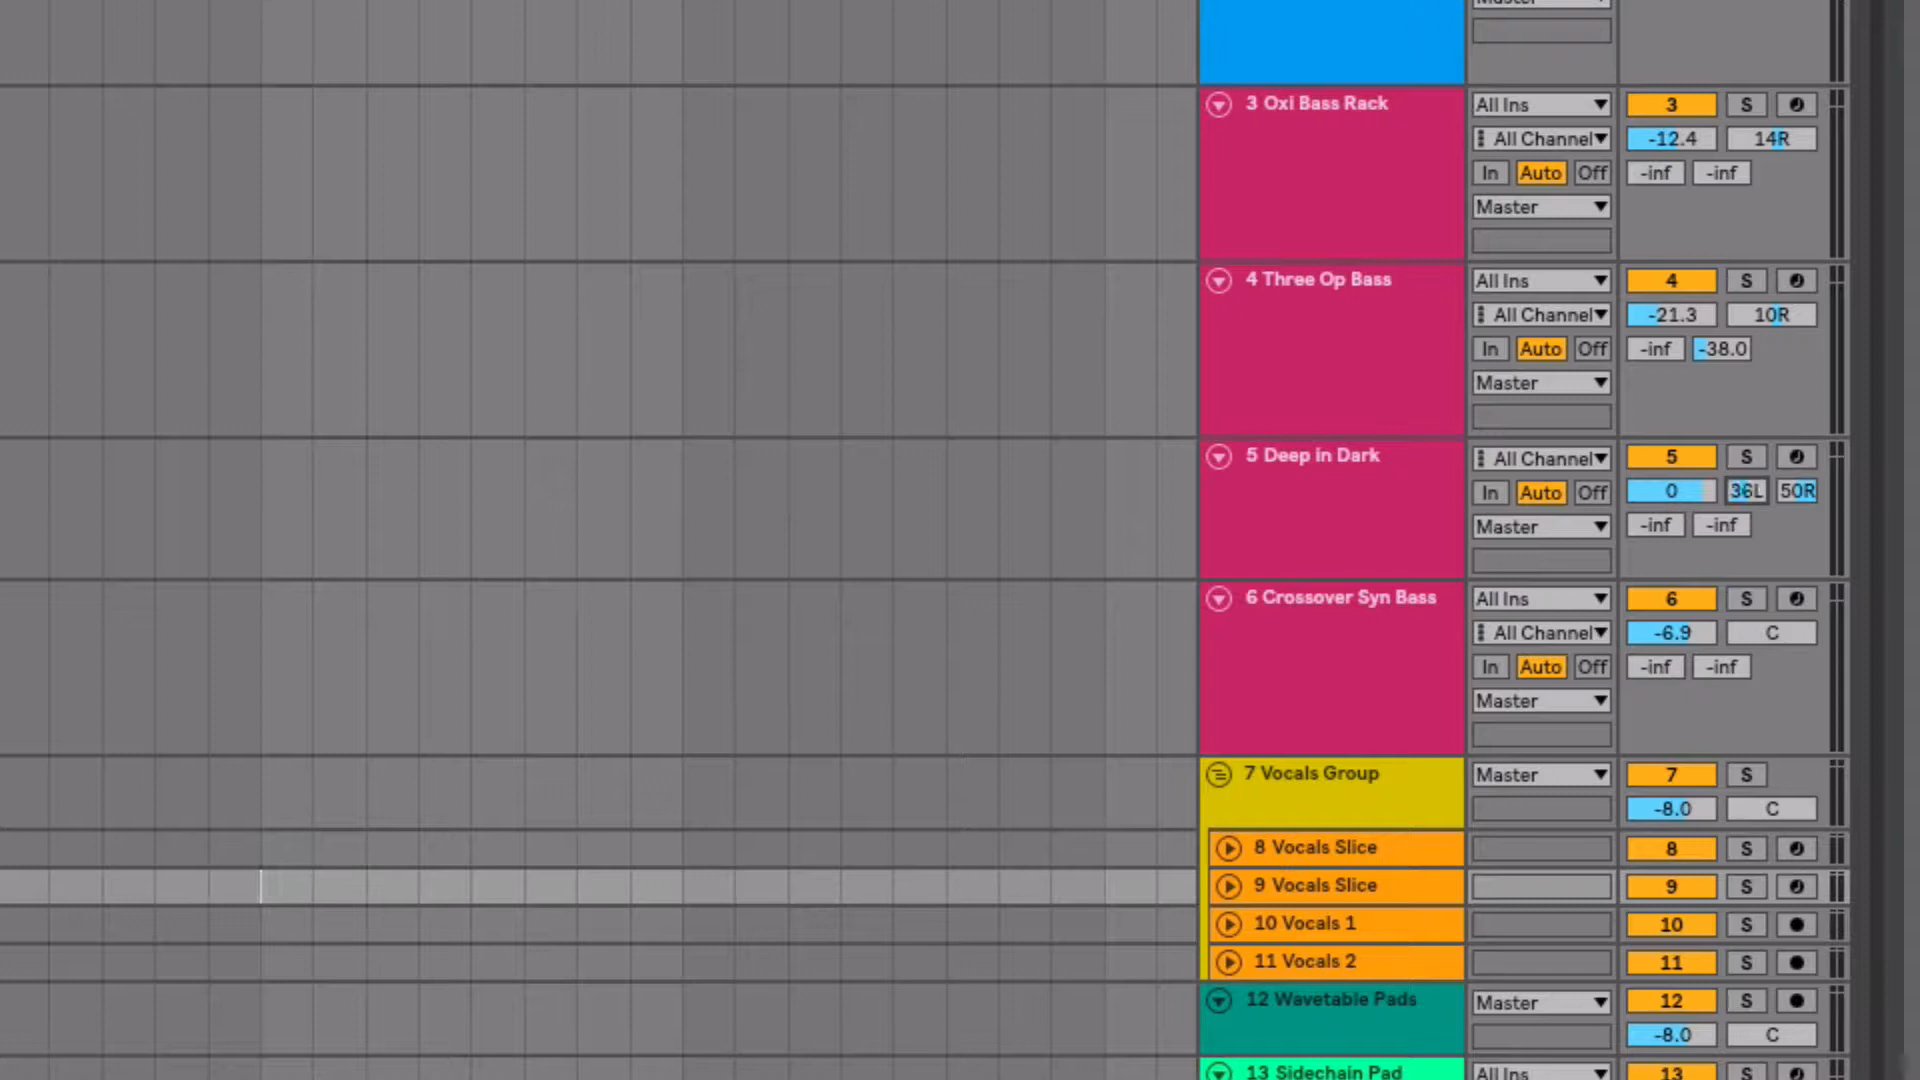 Master
3 Oxi Bass Rack All Ins 3 S
All Channel -12.4 14R
In Auto Off -inf -inf
Master
4 Three Op Bass All Ins 4 S
All Channel -21.3 10R
In Auto Off -inf -38.0
Master
5 Deep in Dark All Channel 5 S
In Auto Off 0 36L 50R
Master -inf -inf
6 Crossover Syn Bass All Ins 6 S
All Channel -6.9 C
In Auto Off -inf -inf
Master
7 Vocals Group Master 7 S
-8.0 C
8 Vocals Slice 8 S
9 Vocals Slice 9 S
10 Vocals 1 10 S
11 Vocals 2 11 S
12 Wavetable Pads Master 12 S
-8.0 C
13 Sidechain Pad All Ins 13 S